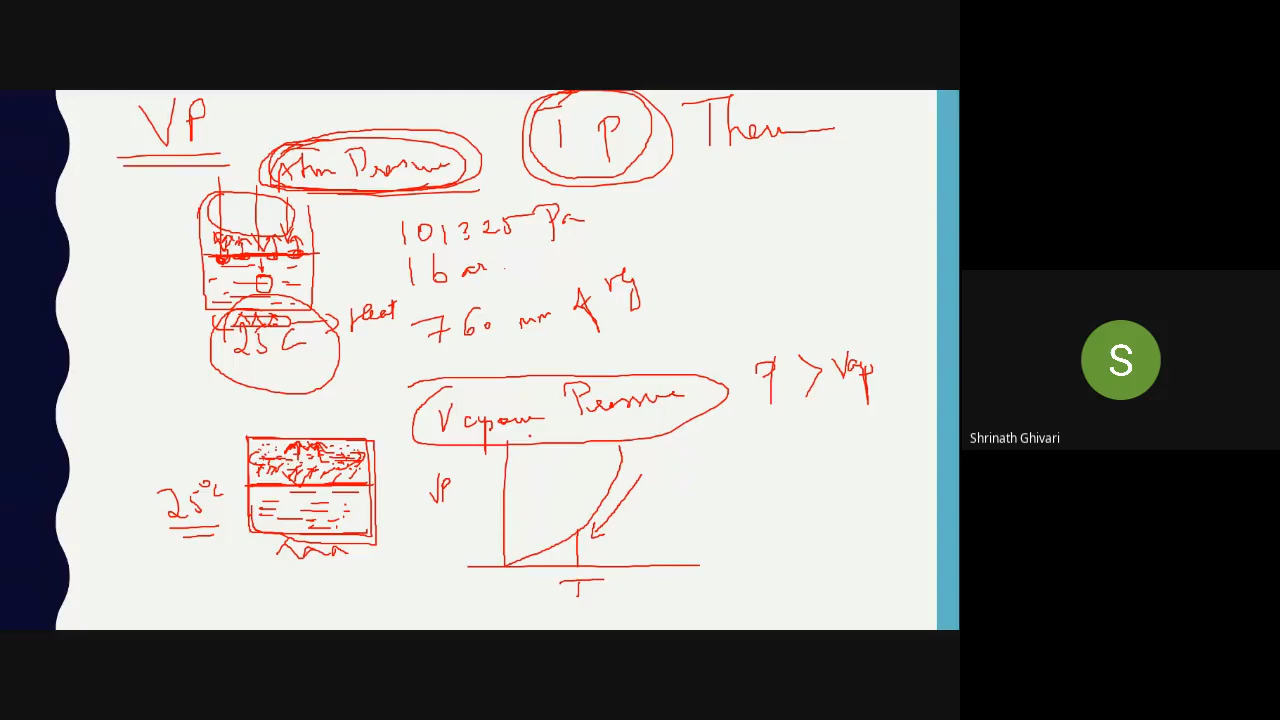 VP
Atm Pressure
T P
101325 Pa
1 bar
760 mm of Hg
Heat
25 C
Vapour Pressure
> Vap
25°C
VP
T
S
Shrinath Ghivari